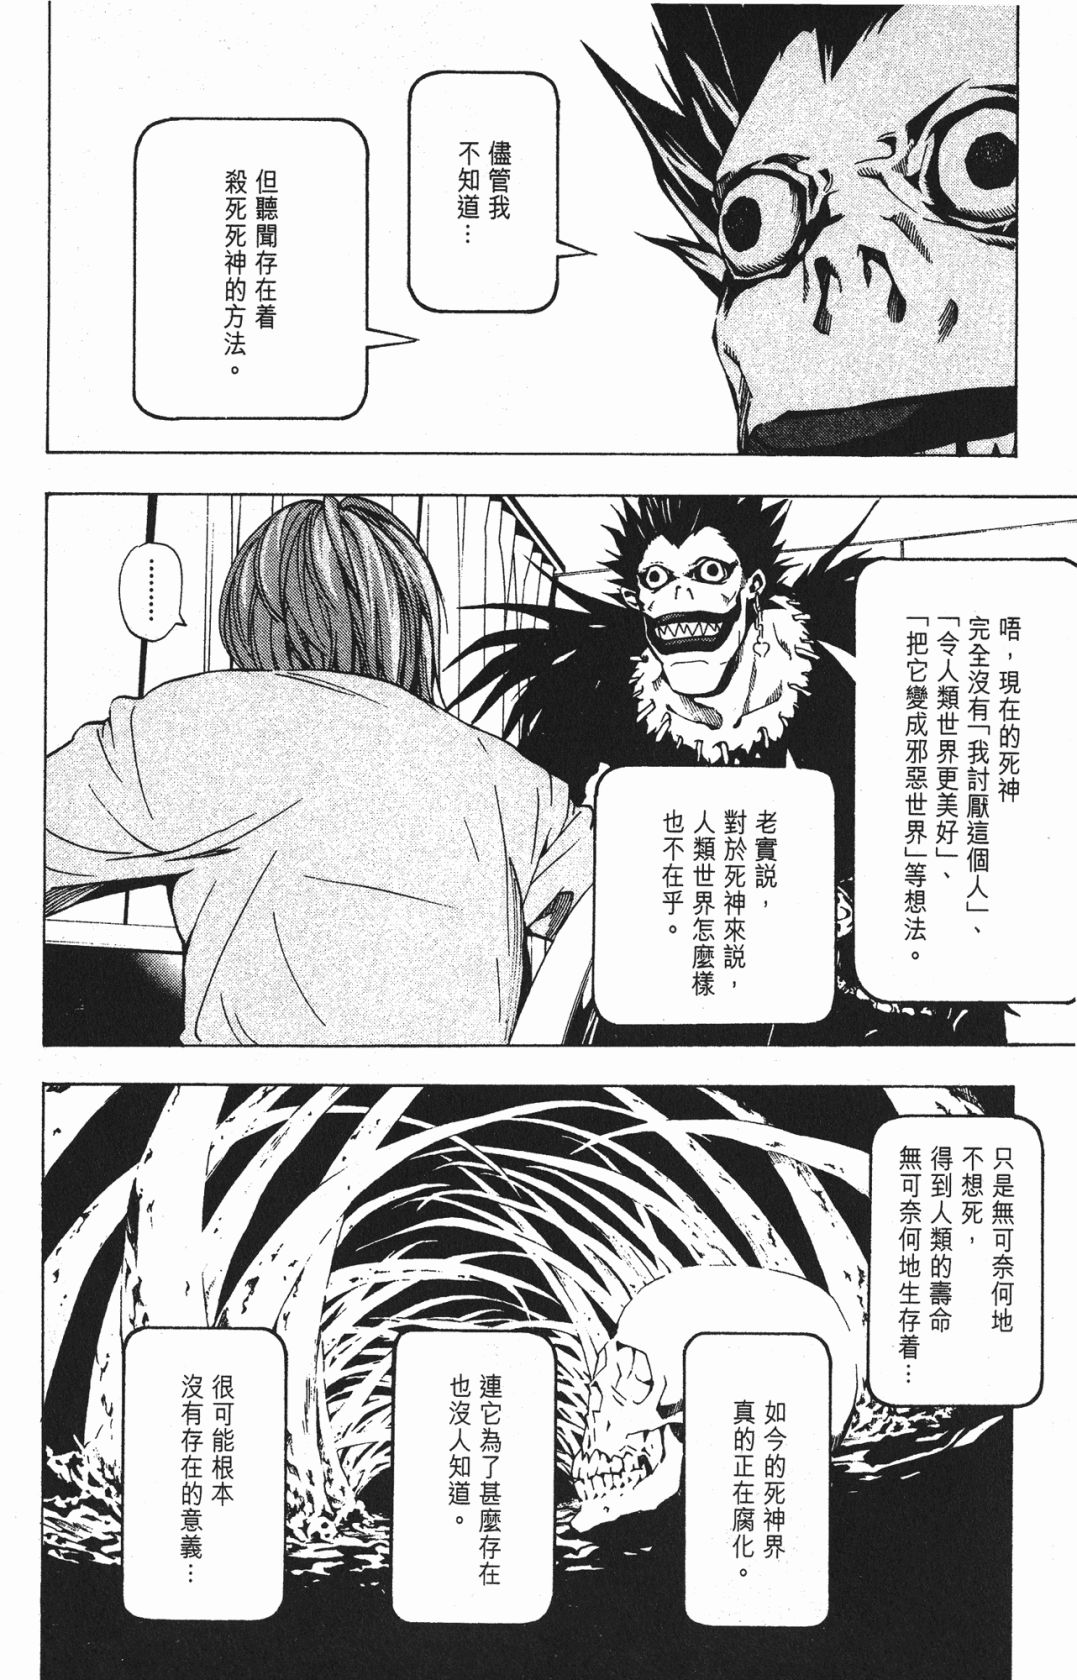 儘管我
不知道…
但聽聞存在着
殺死死神的方法。
唔，現在的死神
完全沒有「我討厭這個人」、
「令人類世界更美好」、
「把它變成邪惡世界」等想法。
老實説，
對於死神來説，
人類世界怎麼樣
也不在乎。
………
只是無可奈何地
不想死，
得到人類的壽命
無可奈何地生存着…
如今的死神界
真的正在腐化。
連它為了甚麼存在
也沒人知道。
很可能根本
沒有存在的意義…